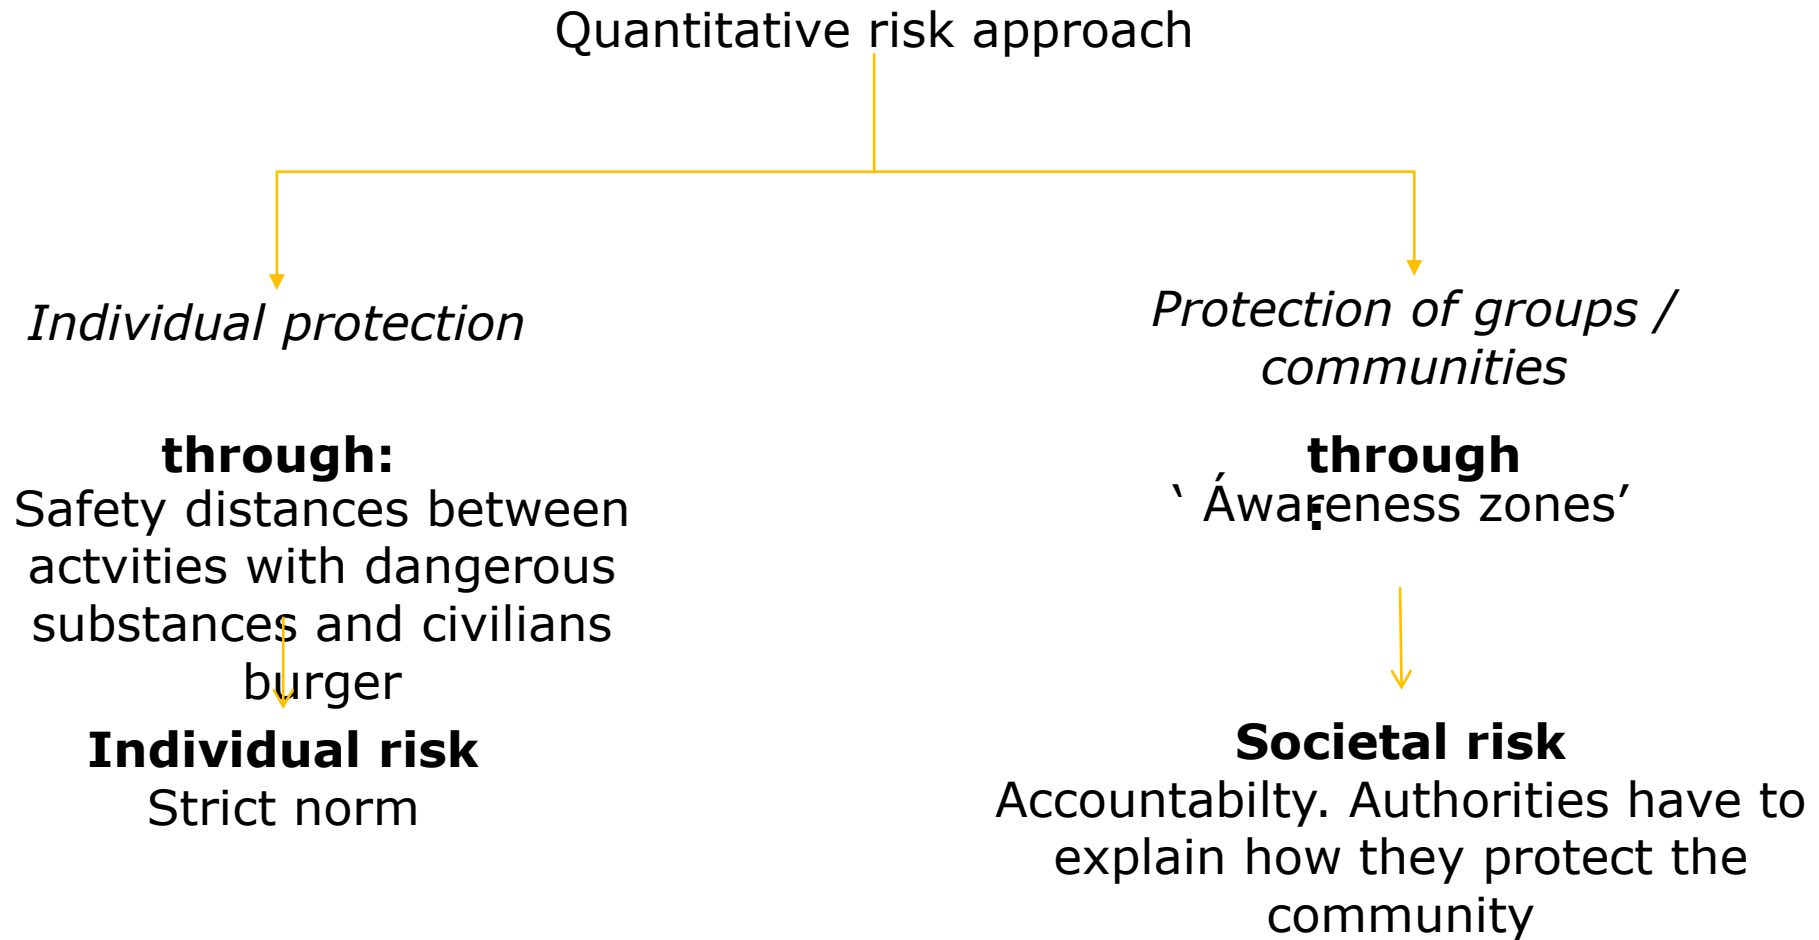 Quantitative risk approach
Individual protection
through:
Safety distances between
actvities with dangerous
substances and civilians
burger
Individual risk
Strict norm
Protection of groups /
communities
through
:
‘ Áwareness zones’
Societal risk
Accountabilty. Authorities have to
explain how they protect the
community